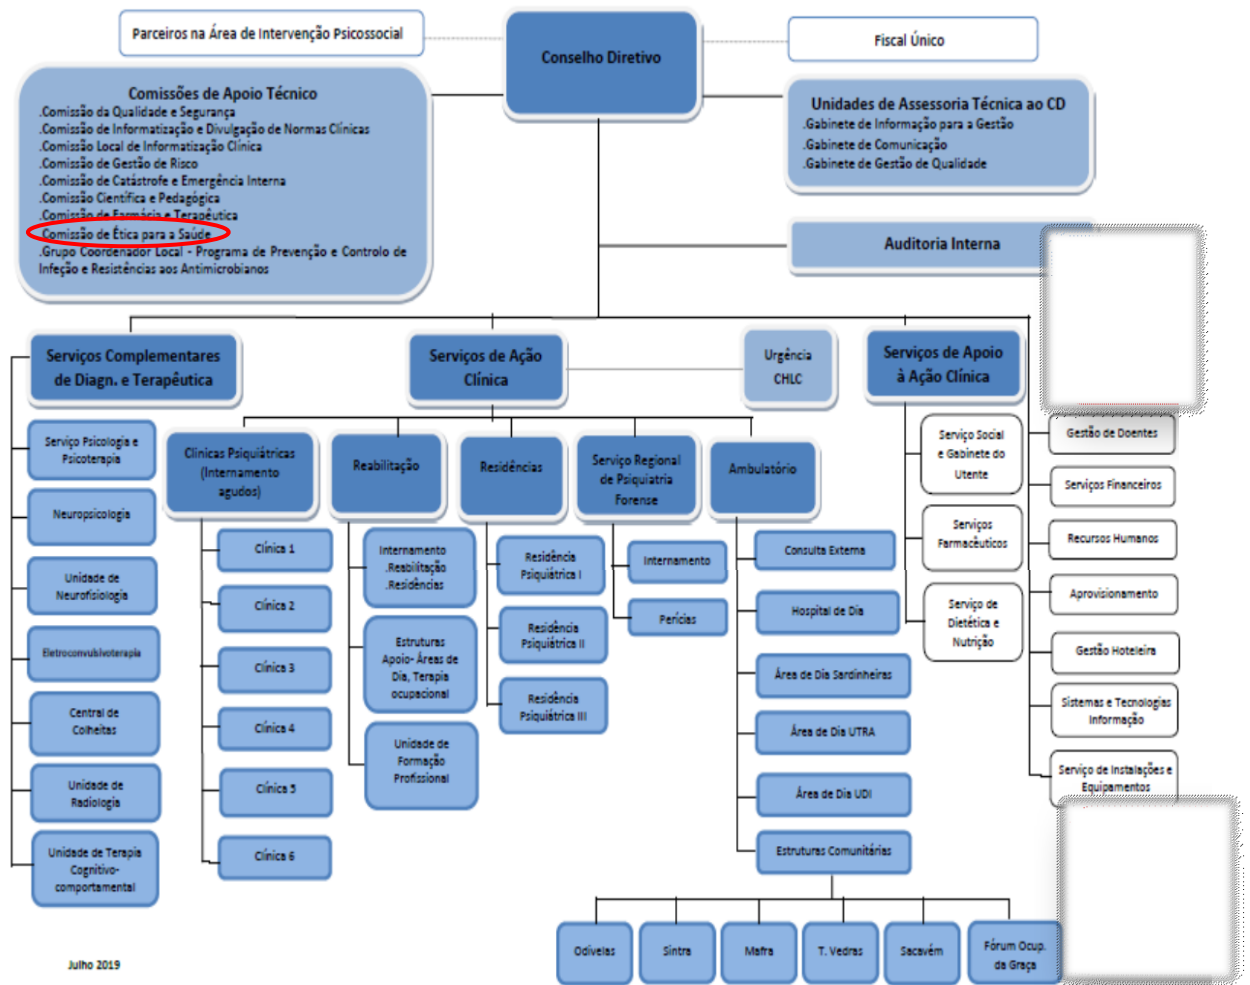 Parceiros na Área de Intervenção Psicossocial
Conselho Diretivo
Fiscal Único
Comissões de Apoio Técnico
.Comissão da Qualidade e Segurança
.Comissão de Informatização e Divulgação de Normas Clínicas
.Comissão Local de Informatização Clínica
.Comissão de Gestão de Risco
.Comissão de Catástrofe e Emergência Interna
.Comissão Científica e Pedagógica
.Comissão de Farmácia e Terapêutica
.Comissão de Ética para a Saúde
.Grupo Coordenador Local - Programa de Prevenção e Controlo de
Infeção e Resistências aos Antimicrobianos
Unidades de Assessoria Técnica ao CD
.Gabinete de Informação para a Gestão
.Gabinete de Comunicação
.Gabinete de Gestão de Qualidade
Auditoria Interna
Serviços Complementares
de Diagn. e Terapêutica
Serviços de Ação
Clínica
Urgência
CHLC
Serviços de Apoio
à Ação Clínica
Serviço Psicologia e
Psicoterapia
Neuropsicologia
Unidade de
Neurofisiologia
Eletroconvulsivoterapia
Central de
Colheitas
Unidade de
Radiologia
Unidade de Terapia
Cognitivo-
comportamental
Clinicas Psiquiátricas
(Internamento
agudos)
Clínica 1
Clínica 2
Clínica 3
Clínica 4
Clínica 5
Clínica 6
Reabilitação
Internamento
.Reabilitação
.Residências
Estruturas
Apoio- Áreas de
Dia, Terapia
ocupacional
Unidade de
Formação
Profissional
Residências
Residência
Psiquiátrica I
Residência
Psiquiátrica II
Residência
Psiquiátrica III
Serviço Regional
de Psiquiatria
Forense
Internamento
Perícias
Ambulatório
Consulta Externa
Hospital de Dia
Área de Dia Sardinheiras
Área de Dia UTRA
Área de Dia UDI
Estruturas Comunitárias
Odivelas
Sintra
Mafra
T. Vedras
Sacavém
Fórum Ocup.
da Graça
Serviço Social
e Gabinete do
Utente
Serviços
Farmacêuticos
Serviço de
Dietética e
Nutrição
Gestão de Doentes
Serviços Financeiros
Recursos Humanos
Aprovisionamento
Gestão Hoteleira
Sistemas e Tecnologias
Informação
Serviço de Instalações e
Equipamentos
Julho 2019